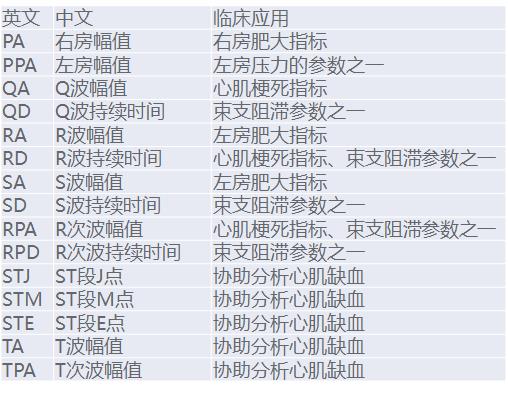 英文 中文 临床应用
PA 右房幅值 右房肥大指标
PPA 左房幅值 左房压力的参数之一
QA Q波幅值 心肌梗死指标
QD Q波持续时间 束支阻滞参数之一
RA R波幅值 左房肥大指标
RD R波持续时间 心肌梗死指标、束支阻滞参数之一
SA S波幅值 左房肥大指标
SD S波持续时间 束支阻滞参数之一
RPA R次波幅值 心肌梗死指标、束支阻滞参数之一
RPD R次波持续时间 束支阻滞参数之一
STJ ST段J点 协助分析心肌缺血
STM ST段M点 协助分析心肌缺血
STE ST段E点 协助分析心肌缺血
TA T波幅值 协助分析心肌缺血
TPA T次波幅值 协助分析心肌缺血